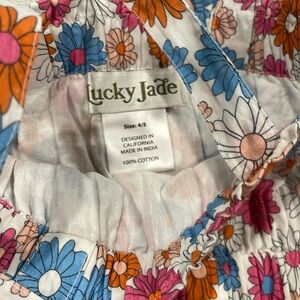 Lucky Jade
Size: 4/5
DESIGNED IN
CALIFORNIA
MADE IN INDIA
100% COTTON